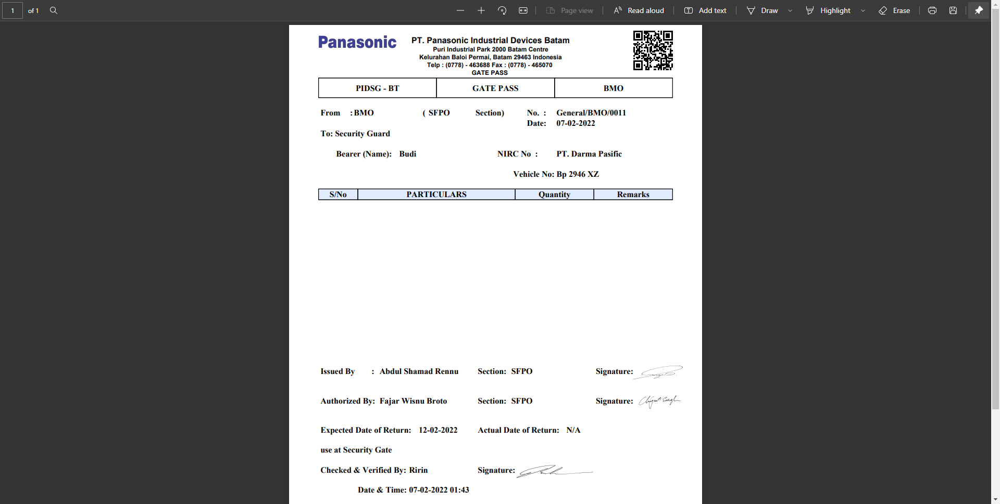 1 of 1 Page view Read aloud Add text Draw Highlight Erase
Panasonic
PT. Panasonic Industrial Devices Batam
Puri Industrial Park 2000 Batam Centre
Kelurahan Baloi Permai, Batam 29463 Indonesia
Telp : (0778) - 463688 Fax : (0778) - 465070
GATE PASS
PIDSG - BT GATE PASS BMO
From : BMO ( SFPO Section) No. : General/BMO/0011
Date: 07-02-2022
To: Security Guard
Bearer (Name): Budi NIRC No : PT. Darma Pasific
Vehicle No: Bp 2946 XZ
S/No PARTICULARS Quantity Remarks
Issued By : Abdul Shamad Rennu Section: SFPO Signature:
Authorized By: Fajar Wisnu Broto Section: SFPO Signature:
Expected Date of Return: 12-02-2022 Actual Date of Return: N/A
use at Security Gate
Checked & Verified By: Ririn Signature:
Date & Time: 07-02-2022 01:43